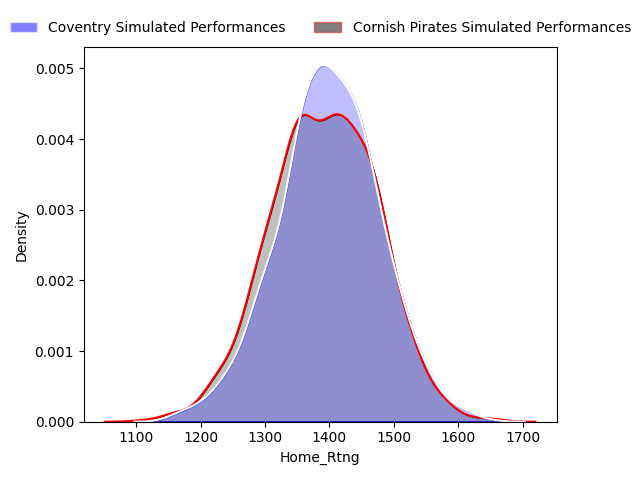 Coventry Simulated Performances
Cornish Pirates Simulated Performances
0.005
0.004
0.003
0.002
0.001
0.000
Density
1100 1200 1300 1400 1500 1600 1700
Home_Rtng